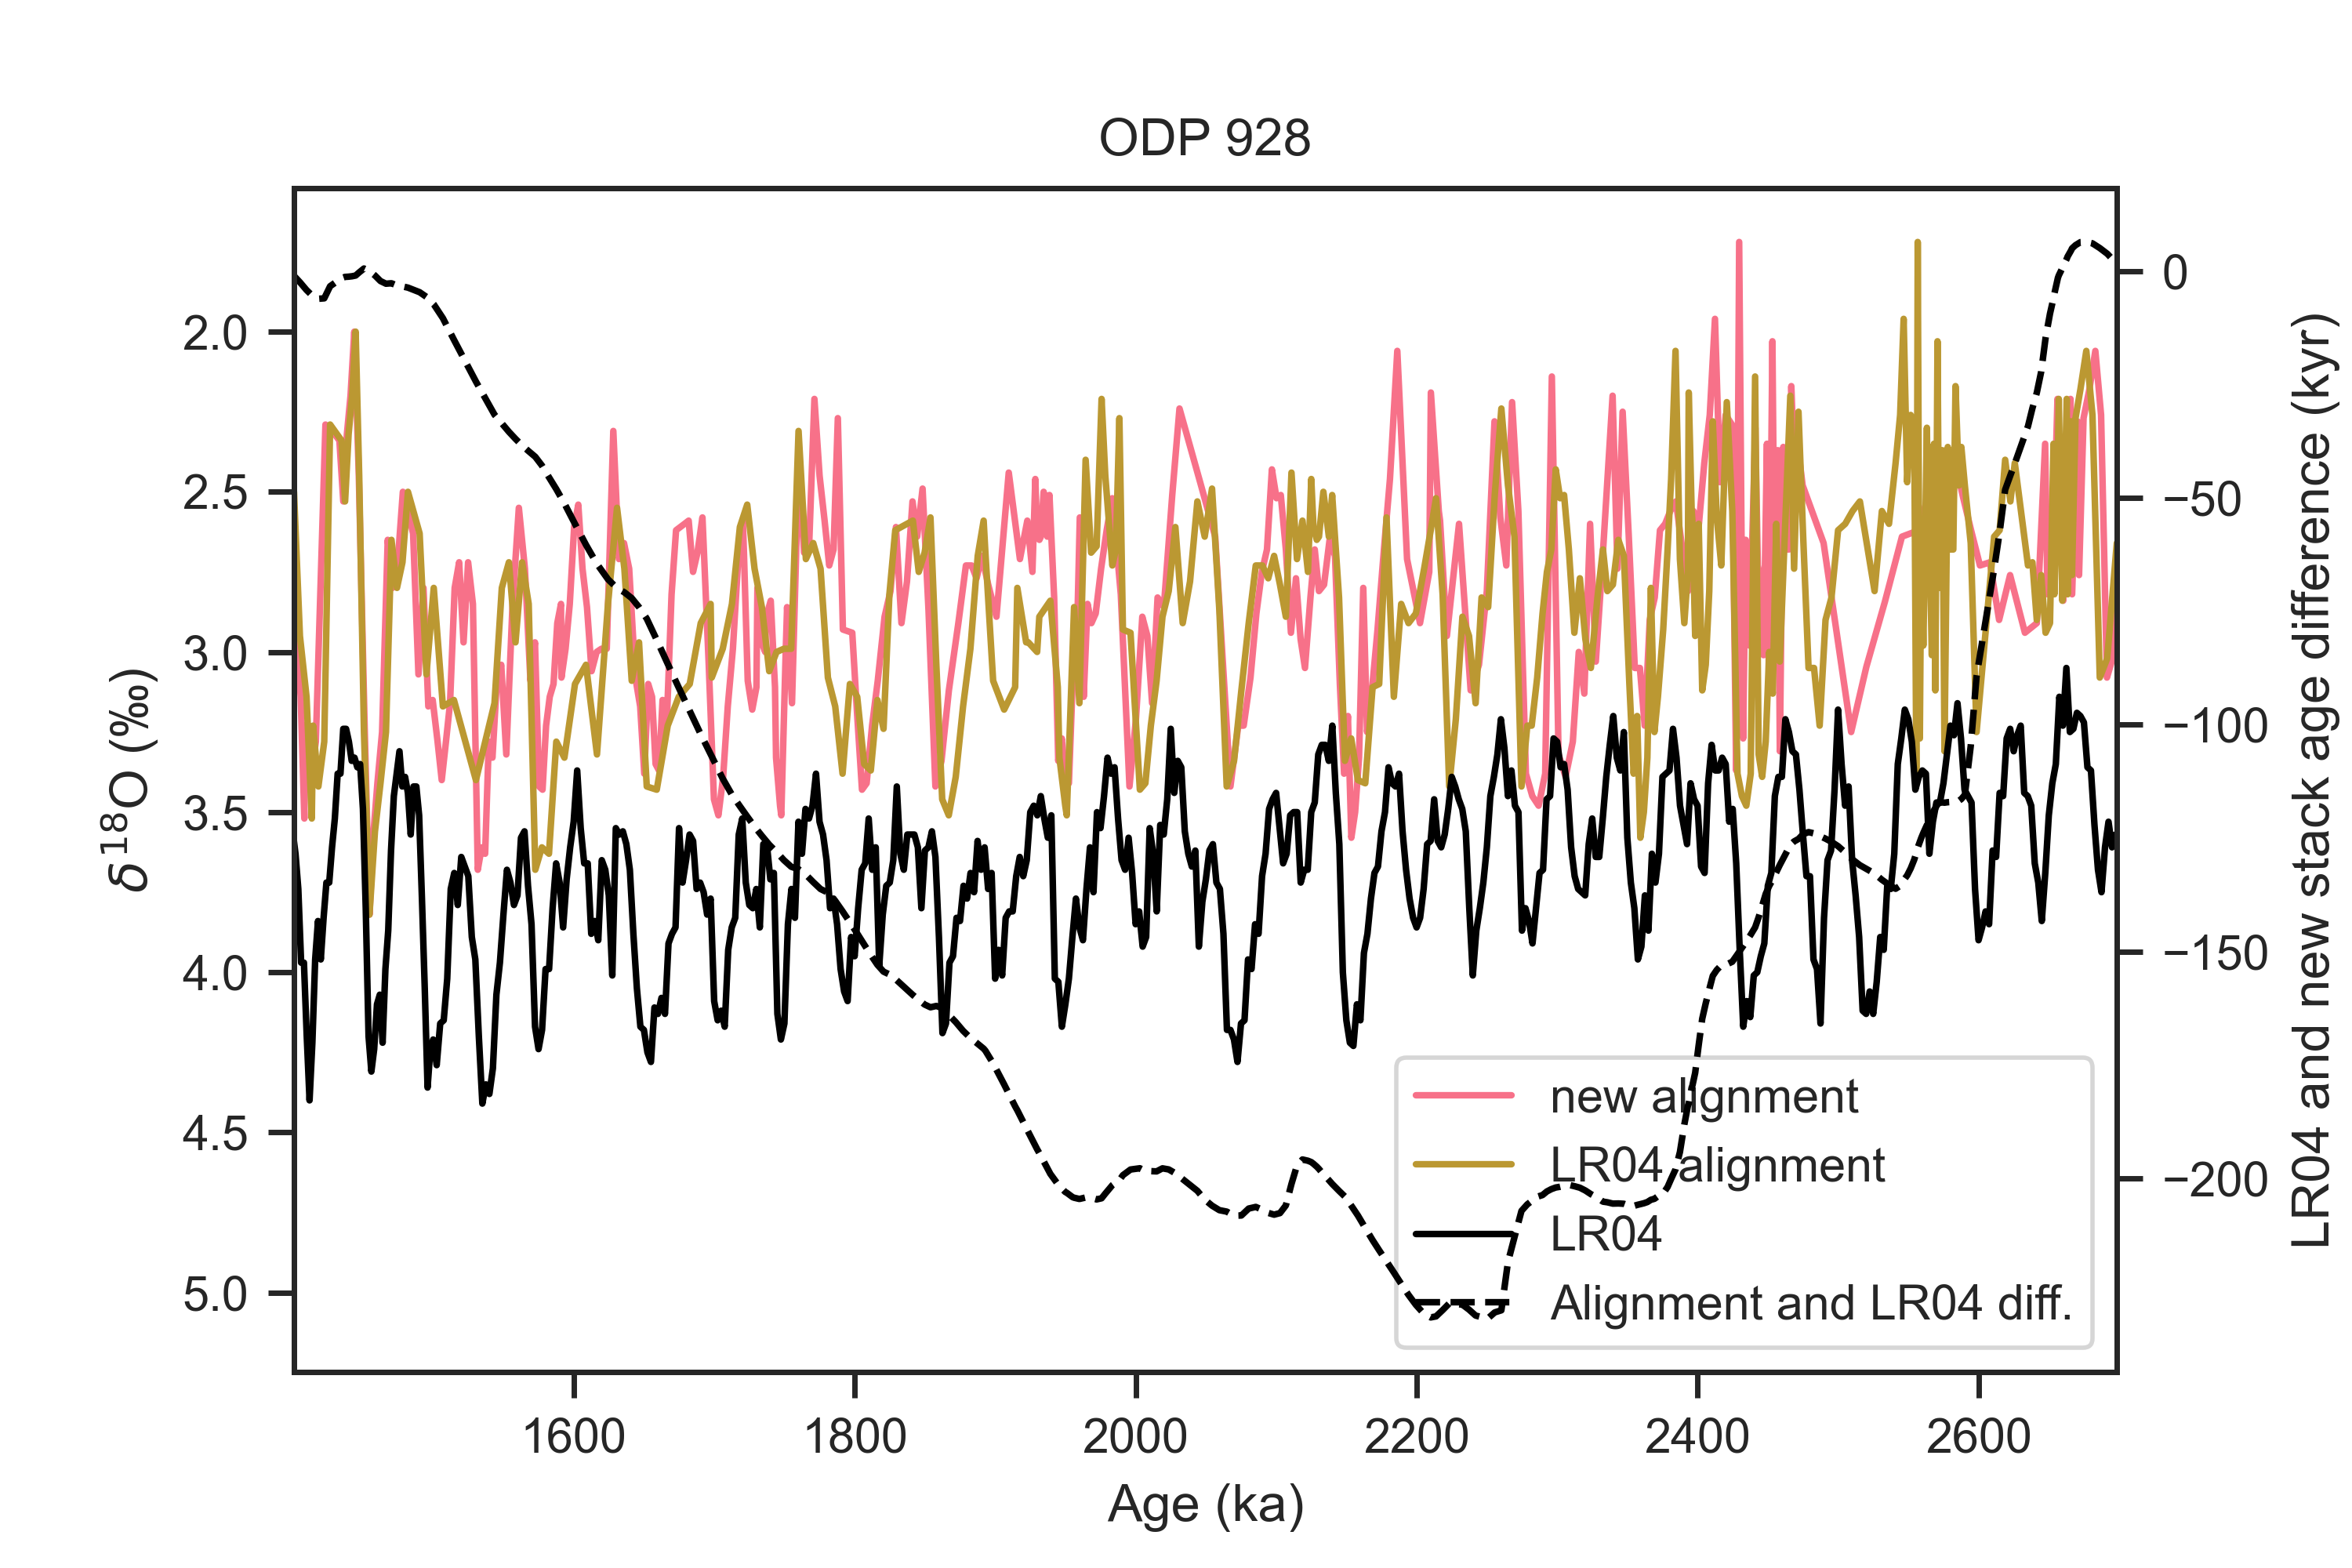 ODP 928
δ¹⁸O (‰)
2.0
2.5
3.0
3.5
4.0
4.5
5.0
0
−50
−100
−150
−200
LR04 and new stack age difference (kyr)
new alignment
LR04 alignment
LR04
Alignment and LR04 diff.
1600 1800 2000 2200 2400 2600
Age (ka)